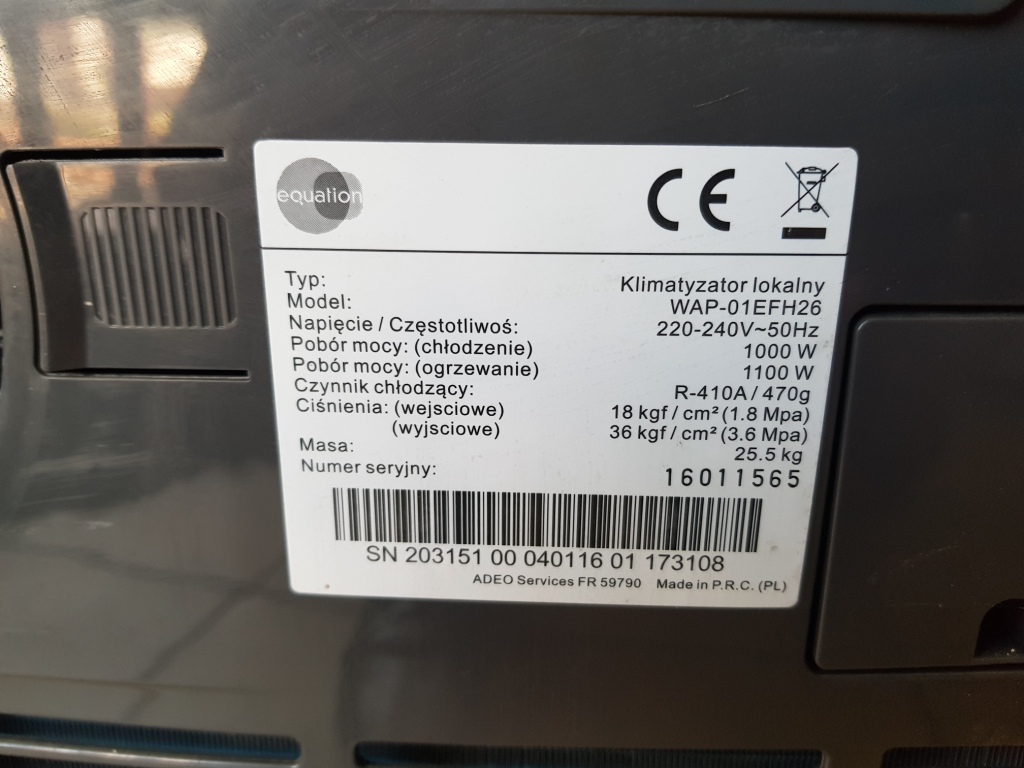 equation
CE
Typ: Klimatyzator lokalny
Model: WAP-01EFH26
Napięcie / Częstotliwoś: 220-240V~50Hz
Pobór mocy: (chłodzenie) 1000 W
Pobór mocy: (ogrzewanie) 1100 W
Czynnik chłodzący: R-410A / 470g
Ciśnienia: (wejsciowe) 18 kgf / cm² (1.8 Mpa)
(wyjsciowe) 36 kgf / cm² (3.6 Mpa)
Masa: 25.5 kg
Numer seryjny: 16011565
SN 203151 00 040116 01 173108
ADEO Services FR 59790 Made in P.R.C. (PL)